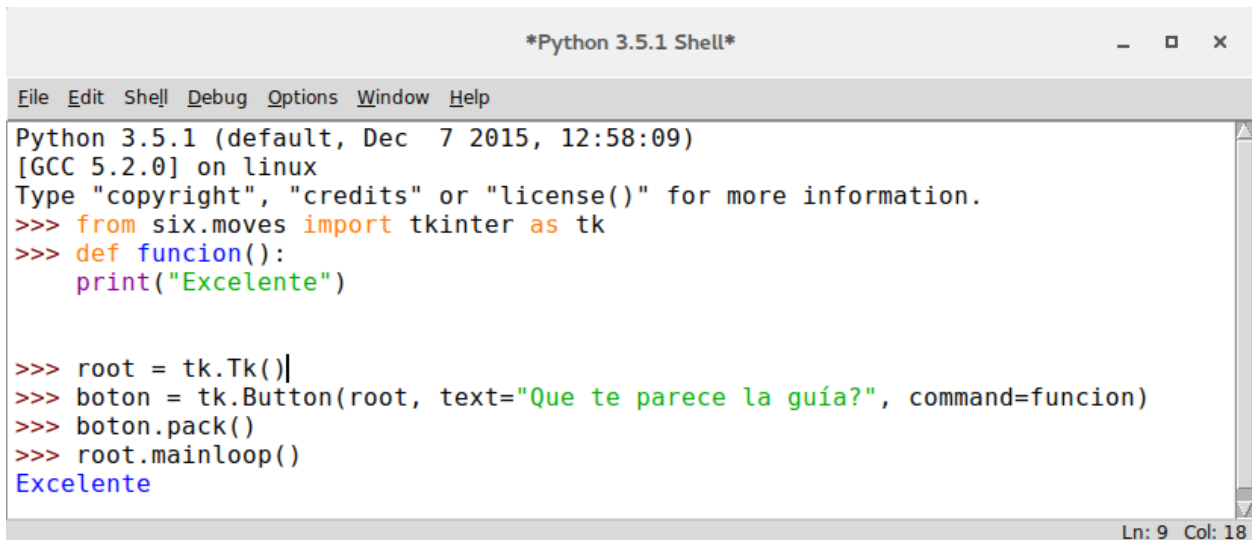 *Python 3.5.1 Shell*
File Edit Shell Debug Options Window Help
Python 3.5.1 (default, Dec  7 2015, 12:58:09)
[GCC 5.2.0] on linux
Type "copyright", "credits" or "license()" for more information.
>>> from six.moves import tkinter as tk
>>> def funcion():
    print("Excelente")
>>> root = tk.Tk()
>>> boton = tk.Button(root, text="Que te parece la guía?", command=funcion)
>>> boton.pack()
>>> root.mainloop()
Excelente
Ln: 9 Col: 18